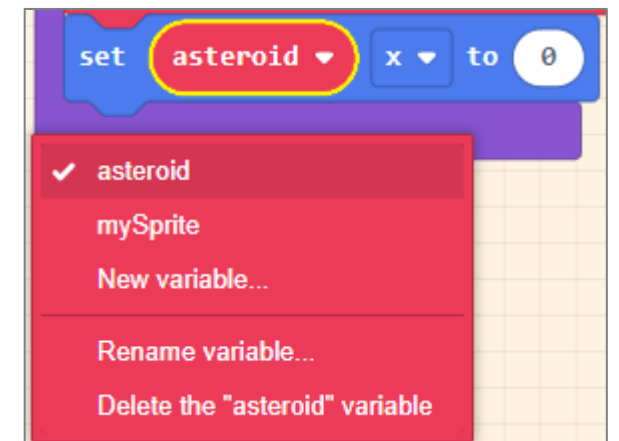 set asteroid x to 0
asteroid
mySprite
New variable...
Rename variable...
Delete the "asteroid" variable